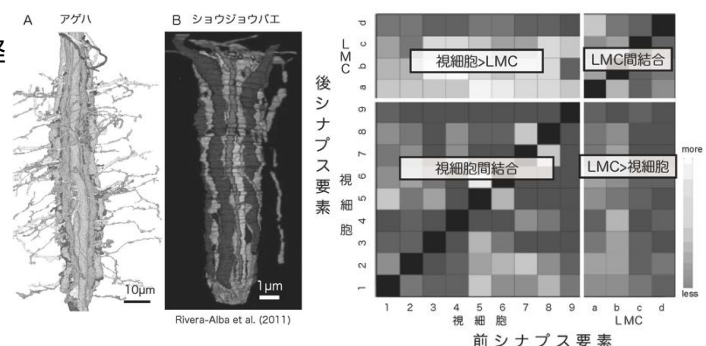 A アゲハ
B ショウジョウバエ
10μm
1μm
Rivera-Alba et al. (2011)
後シナプス要素
LMC
d
c
b
a
視細胞>LMC
LMC間結合
視細胞
9
8
7
6
5
4
3
2
1
視細胞間結合
LMC>視細胞
more
less
1 2 3 4 5 6 7 8 9 a b c d
視細胞 LMC
前シナプス要素